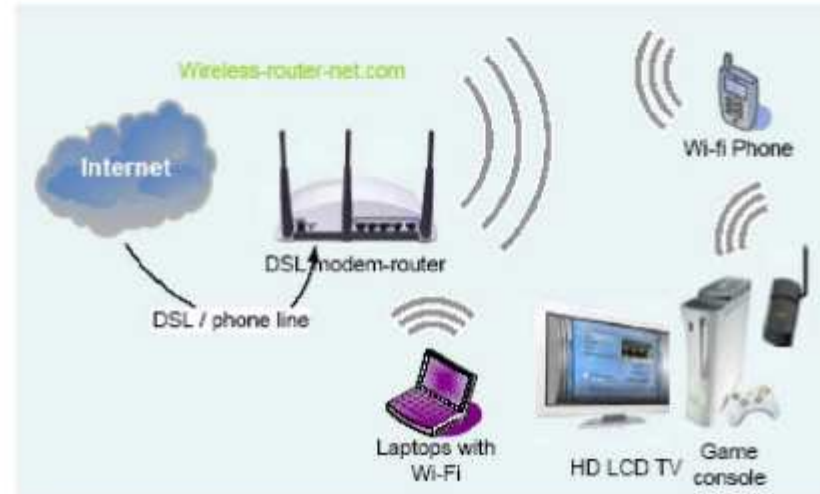 Wireless-router-net.com
Internet
DSL modem-router
DSL / phone line
Wi-fi Phone
Laptops with
Wi-Fi
HD LCD TV
Game
console